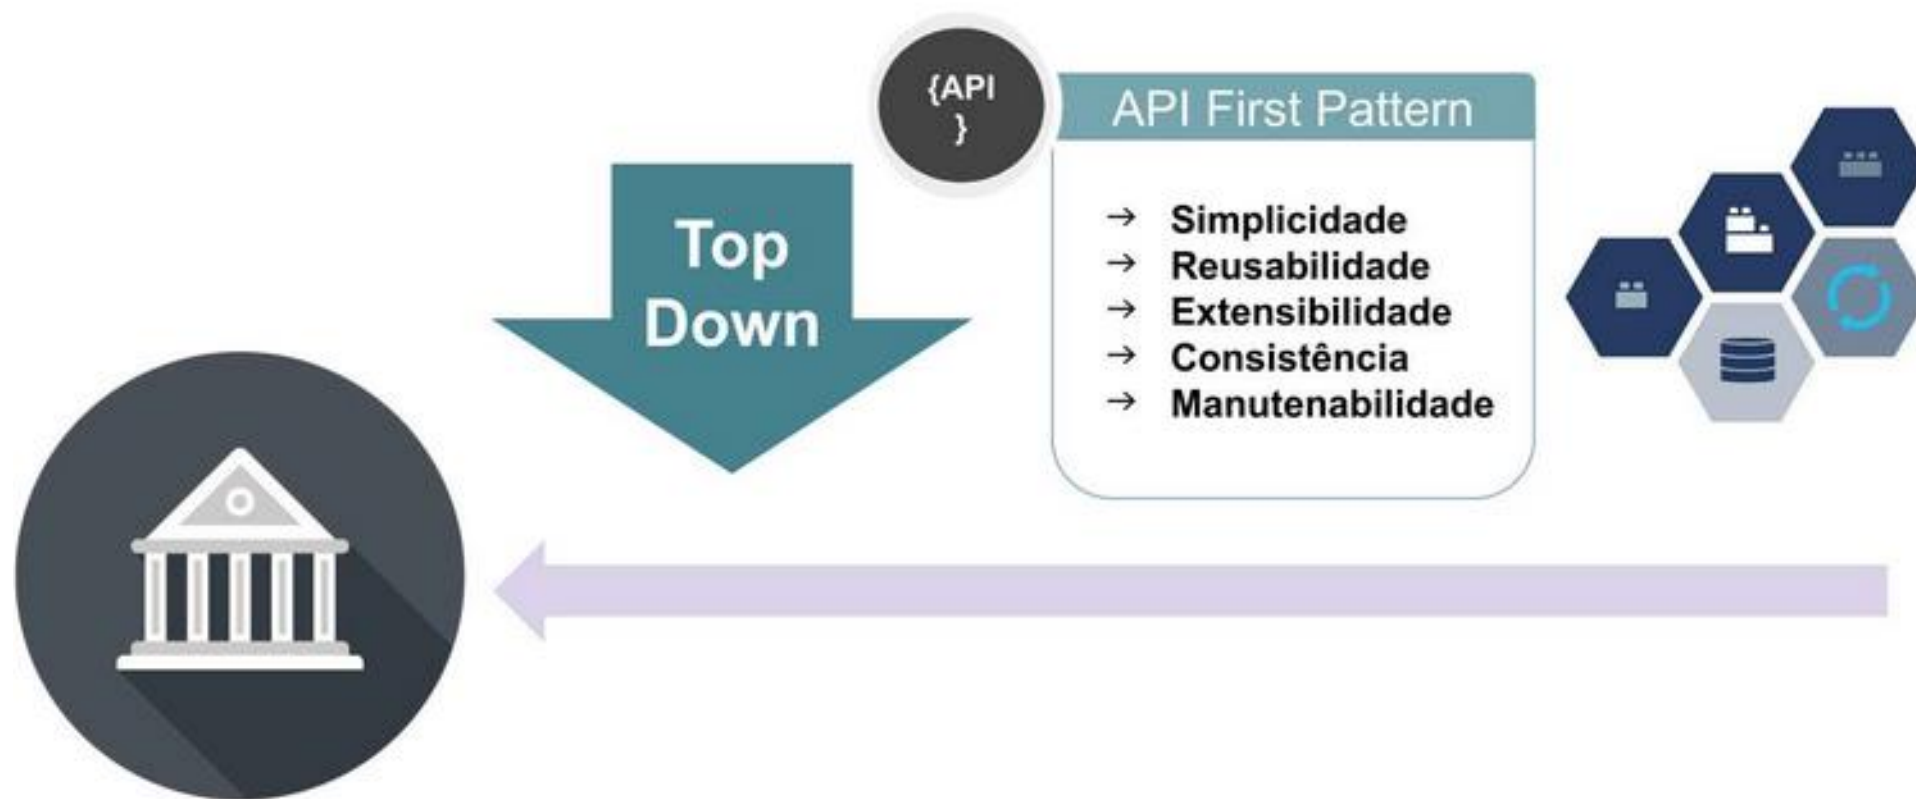 {API
}
API First Pattern
Top
Down
→ Simplicidade
→ Reusabilidade
→ Extensibilidade
→ Consistência
→ Manutenabilidade